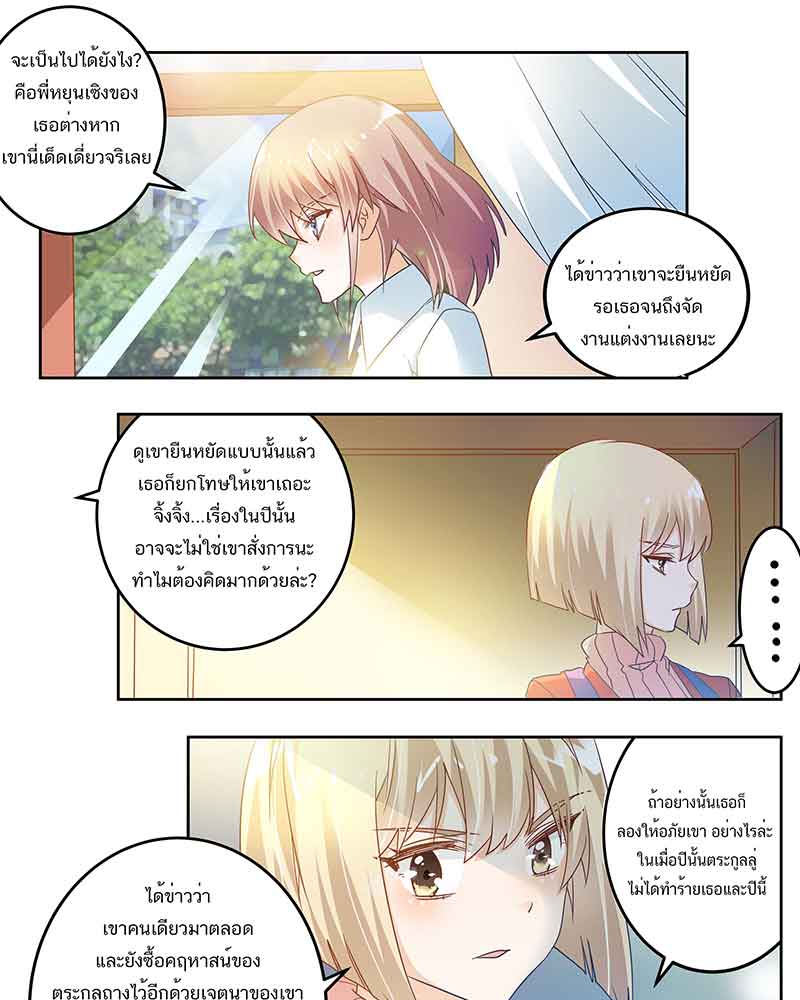 จะเป็นไปได้ยังไง?
คือพี่หยุนเชิงของ
เธอต่างหาก
เขานี่เด็ดเดี่ยวจริเลย
ได้ข่าวว่าเขาจะยืนหยัด
รอเธอจนถึงจัด
งานแต่งงานเลยนะ
ดูเขายืนหยัดแบบนั้นแล้ว
เธอก็ยกโทษให้เขาเถอะ
จิ้งจิ้ง...เรื่องในปีนั้น
อาจจะไม่ใช่เขาสั่งการนะ
ทำไมต้องคิดมากด้วยล่ะ?
......
ถ้าอย่างนั้นเธอก็
ลองให้อภัยเขา อย่างไรล่ะ
ในเมื่อปีนั้นตระกูลลู่
ไม่ได้ทำร้ายเธอและปีนี้
ได้ข่าวว่า
เขาคนเดียวมาตลอด
และยังซื้อคฤหาสน์ของ
ตระกูลถางไว้อีกด้วยเจตนาของเขา